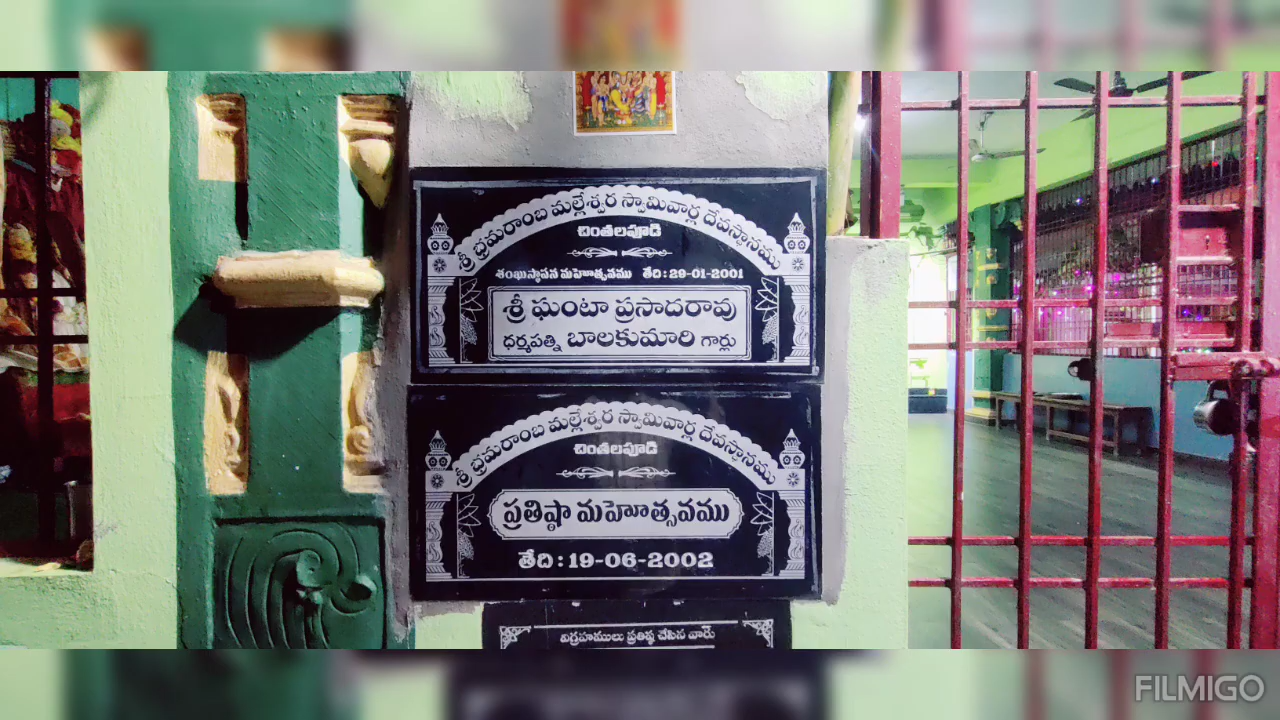 శ్రీ భ్రమరాంబ మల్లేశ్వర స్వామివార్ల దేవస్థానము
చింతలపూడి
శంఖుస్థాపన మహోత్సవము తేది : 29-01-2001
శ్రీ ఘంటా ప్రసాదరావు
ధర్మపత్ని బాలకుమారి గార్లు
శ్రీ భ్రమరాంబ మల్లేశ్వర స్వామివార్ల దేవస్థానము
చింతలపూడి
ప్రతిష్ఠా మహోత్సవము
తేది : 19-06-2002
విగ్రహములు ప్రతిష్ఠ చేసిన వారు
FILMIGO